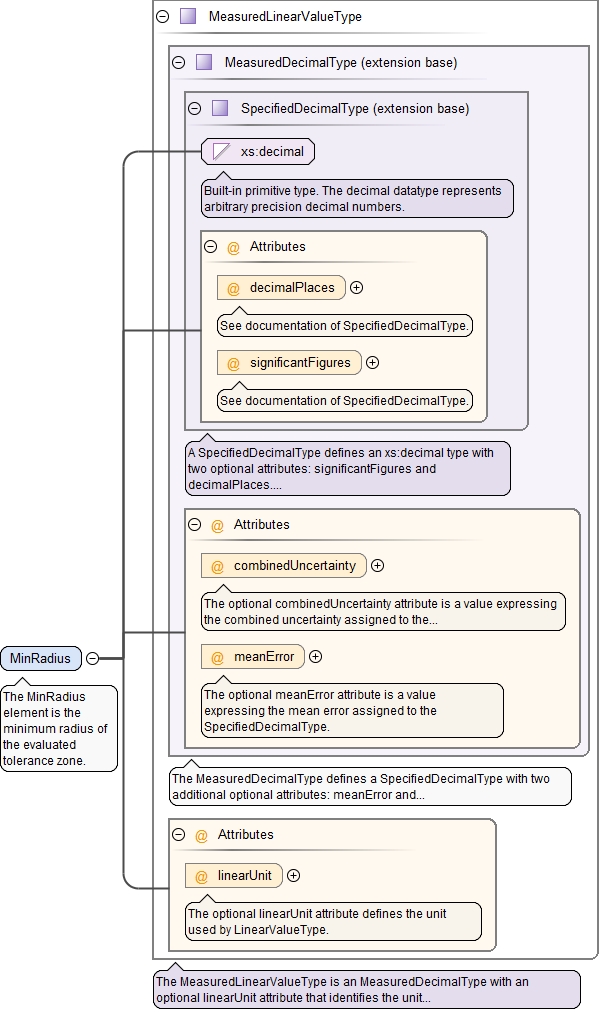 MeasuredLinearValueType
MeasuredDecimalType (extension base)
SpecifiedDecimalType (extension base)
xs:decimal
Built-in primitive type. The decimal datatype represents
arbitrary precision decimal numbers.
@ Attributes
@ decimalPlaces
See documentation of SpecifiedDecimalType.
@ significantFigures
See documentation of SpecifiedDecimalType.
A SpecifiedDecimalType defines an xs:decimal type with
two optional attributes: significantFigures and
decimalPlaces....
@ Attributes
@ combinedUncertainty
The optional combinedUncertainty attribute is a value expressing
the combined uncertainty assigned to the...
@ meanError
The optional meanError attribute is a value
expressing the mean error assigned to the
SpecifiedDecimalType.
MinRadius
The MinRadius
element is the
minimum radius of
the evaluated
tolerance zone.
The MeasuredDecimalType defines a SpecifiedDecimalType with two
additional optional attributes: meanError and...
@ Attributes
@ linearUnit
The optional linearUnit attribute defines the unit
used by LinearValueType.
The MeasuredLinearValueType is an MeasuredDecimalType with an
optional linearUnit attribute that identifies the unit...